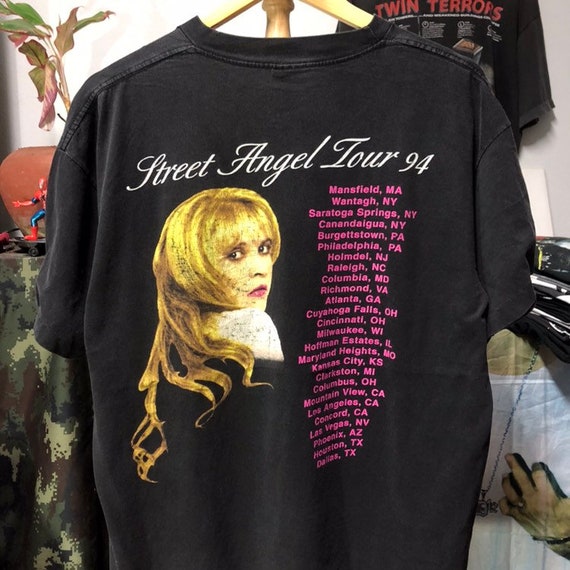 TWIN TERRORS
Street Angel Tour 94
Mansfield, MA
Wantagh, NY
Saratoga Springs, NY
Canandaigua, NY
Burgettstown, PA
Philadelphia, PA
Holmdel, NJ
Raleigh, NC
Columbia, MD
Richmond, VA
Atlanta, GA
Cuyahoga Falls, OH
Cincinnati, OH
Milwaukee, WI
Hoffman Estates, IL
Maryland Heights, MO
Kansas City, KS
Clarkston, MI
Columbus, OH
Mountain View, CA
Los Angeles, CA
Concord, CA
Las Vegas, NV
Phoenix, AZ
Houston, TX
Dallas, TX